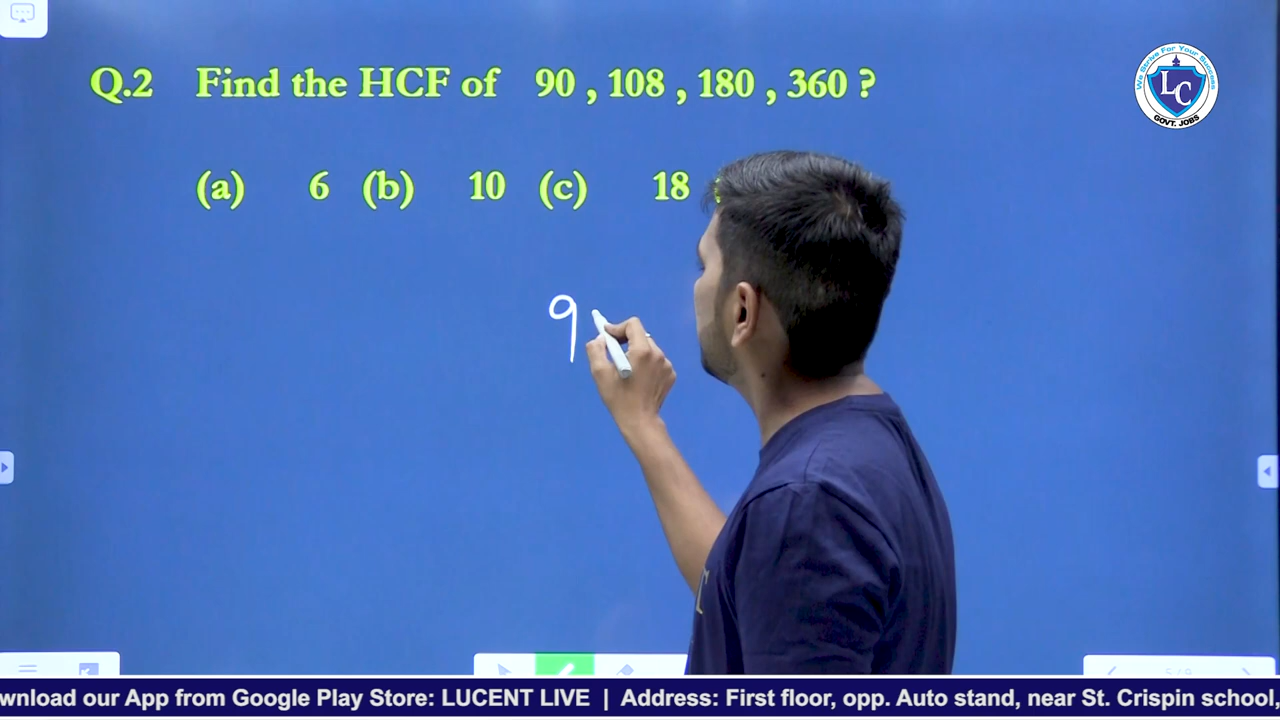 Q.2 Find the HCF of 90 , 108 , 180 , 360 ?
(a) 6 (b) 10 (c) 18
9
We Strive For Your Success
LC
GOVT. JOBS
5/9
wnload our App from Google Play Store: LUCENT LIVE | Address: First floor, opp. Auto stand, near St. Crispin school,